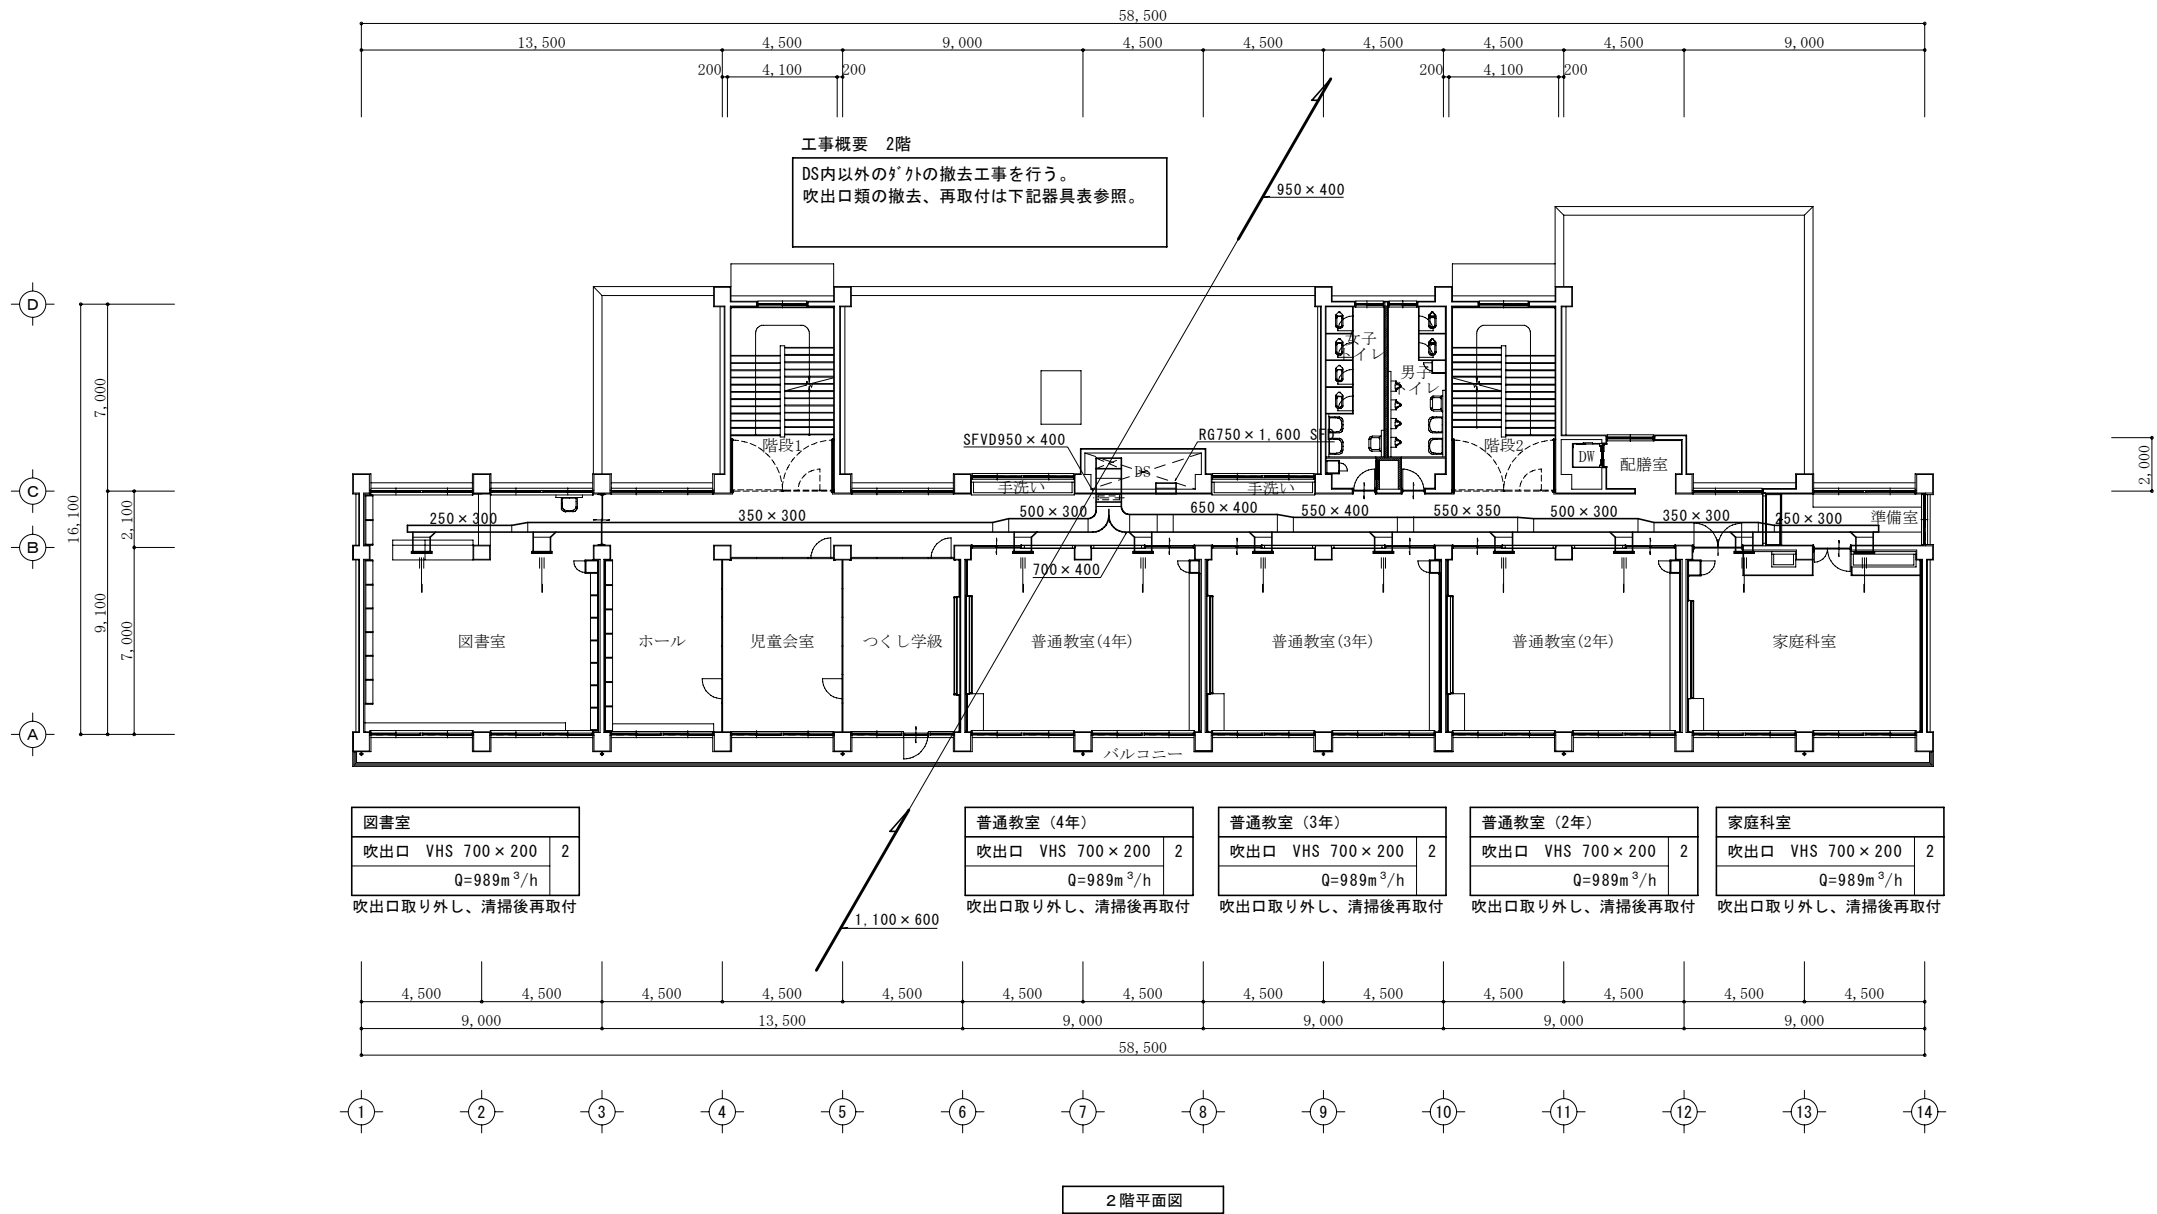 58,500
13,500 4,500 9,000 4,500 4,500 4,500 4,500 4,500 9,000
200 4,100 200 200 4,100 200
工事概要 2階
DS内以外のﾀﾞｸﾄの撤去工事を行う。
吹出口類の撤去、再取付は下記器具表参照。
950×400
D
C
B
A
7,000
16,100
2,100
9,100
7,000
2,000
女子
トイレ
男子
トイレ
階段1
SFVD950×400
RG750×1,600 SFD
階段2
DS
DW
配膳室
手洗い
手洗い
250×300
350×300
500×300
650×400
550×400
550×350
500×300
350×300
250×300
準備室
700×400
図書室
ホール
児童会室
つくし学級
普通教室(4年)
普通教室(3年)
普通教室(2年)
家庭科室
バルコニー
図書室
吹出口 VHS 700×200 2
Q=989m³/h
吹出口取り外し、清掃後再取付
普通教室（4年）
吹出口 VHS 700×200 2
Q=989m³/h
吹出口取り外し、清掃後再取付
普通教室（3年）
吹出口 VHS 700×200 2
Q=989m³/h
吹出口取り外し、清掃後再取付
普通教室（2年）
吹出口 VHS 700×200 2
Q=989m³/h
吹出口取り外し、清掃後再取付
家庭科室
吹出口 VHS 700×200 2
Q=989m³/h
吹出口取り外し、清掃後再取付
1,100×600
4,500 4,500 4,500 4,500 4,500 4,500 4,500 4,500 4,500 4,500 4,500 4,500 4,500
9,000 13,500 9,000 9,000 9,000 9,000
58,500
1 2 3 4 5 6 7 8 9 10 11 12 13 14
２階平面図